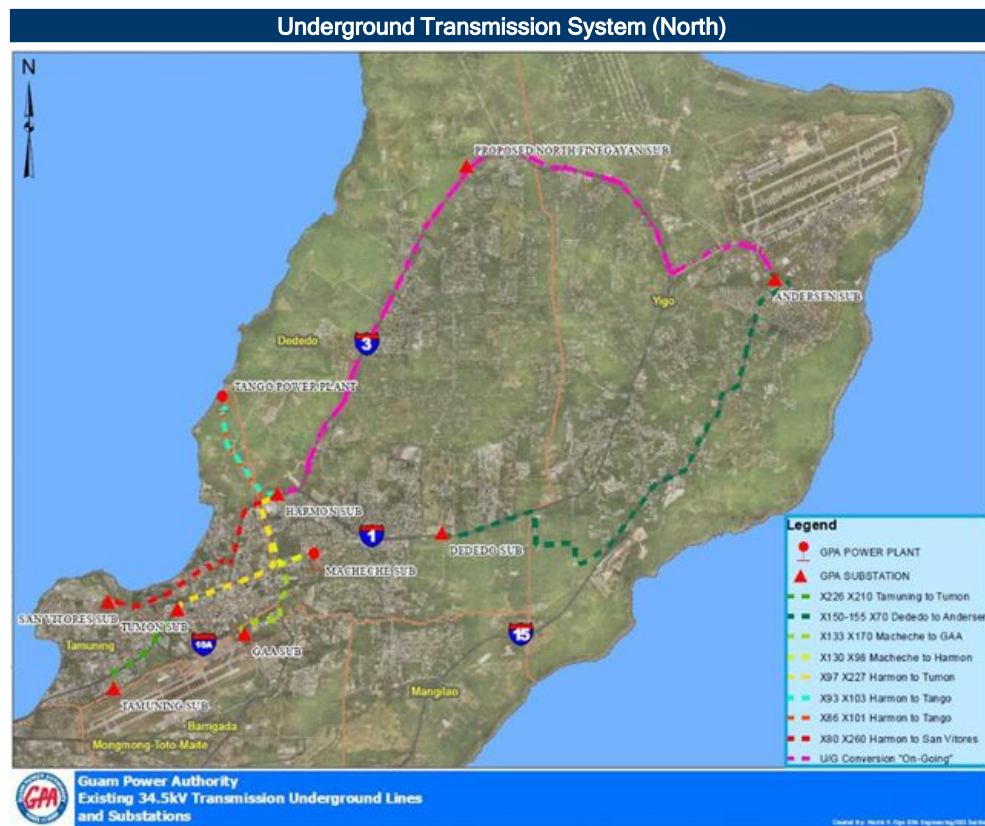 Underground Transmission System (North)
N
PROPOSED NORTH FINEGAYAN SUB
ANDERSEN SUB
Yigo
Dededo
3
TANGO POWER PLANT
HARMON SUB
1
DEDEDO SUB
MACHECHE SUB
SAN VITORES SUB
TUMON SUB
Tamuning
10A
GAA SUB
15
TAMUNING SUB
Mangilao
Barrigada
Mongmong-Toto-Maite
Legend
GPA POWER PLANT
GPA SUBSTATION
X226 X210 Tamuning to Tumon
X150-155 X70 Dededo to Andersen
X133 X170 Macheche to GAA
X130 X98 Macheche to Harmon
X97 X227 Harmon to Tumon
X93 X103 Harmon to Tango
X86 X101 Harmon to Tango
X80 X260 Harmon to San Vitores
U/G Conversion "On-Going"
GPA
Guam Power Authority
Existing 34.5kV Transmission Underground Lines
and Substations